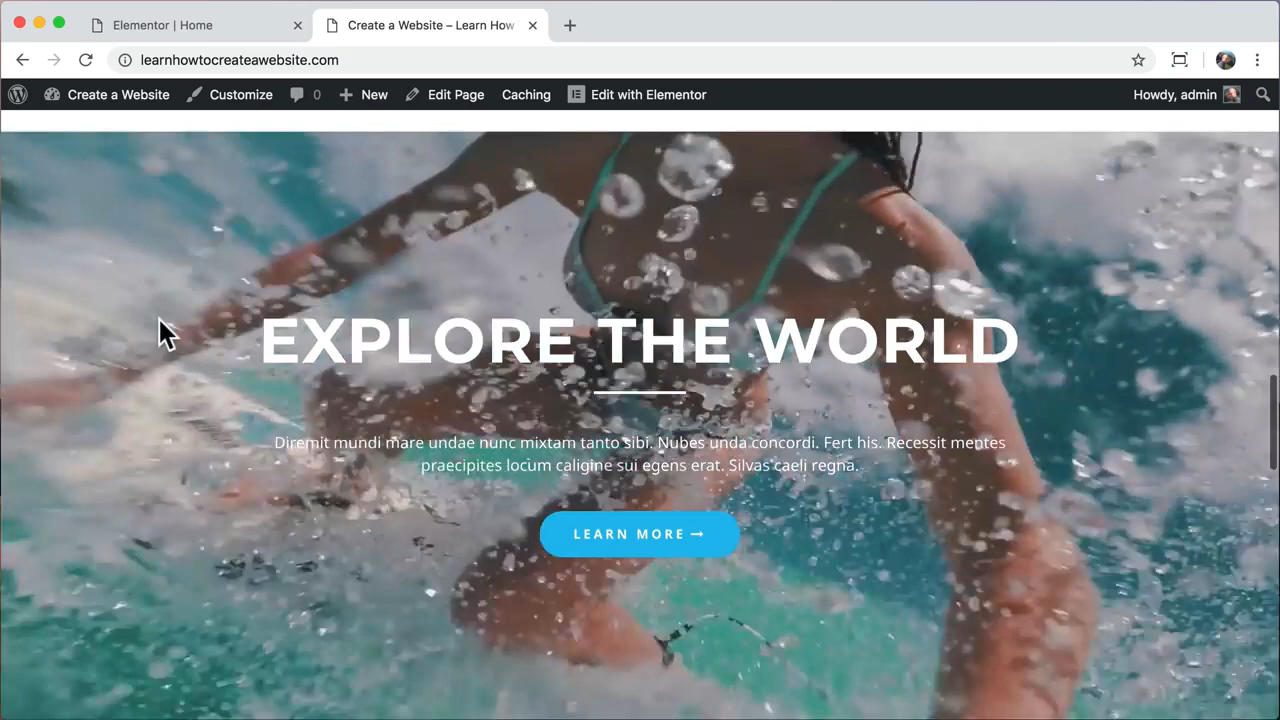 Elementor | Home
Create a Website – Learn How
learnhowtocreateawebsite.com
Create a Website Customize 0 New Edit Page Caching Edit with Elementor Howdy, admin
EXPLORE THE WORLD
Diremit mundi mare undae nunc mixtam tanto sibi. Nubes unda concordi. Fert his. Recessit mentes
praecipites locum caligine sui egens erat. Silvas caeli regna.
LEARN MORE →